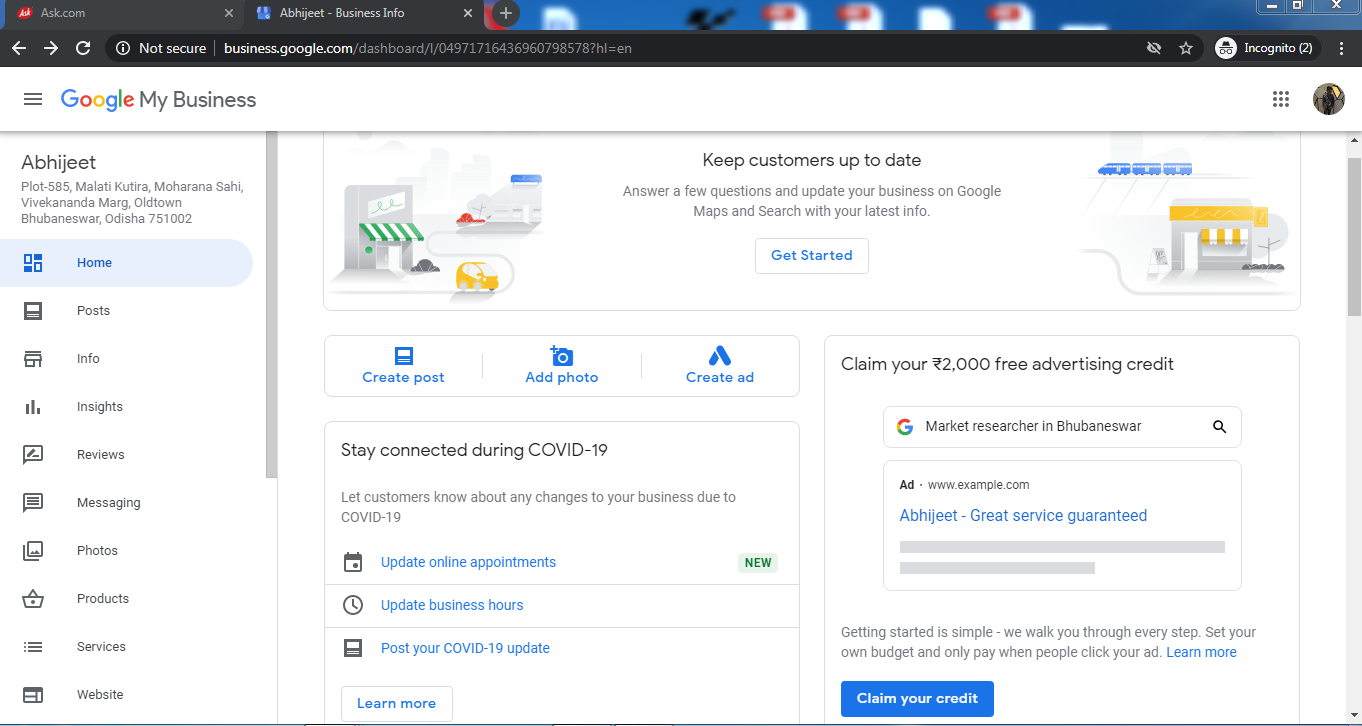 Ask Ask.com
Abhijeet - Business Info
Not secure
business.google.com/dashboard/l/04971716436960798578?hl=en
Incognito (2)
Google My Business
Abhijeet
Plot-585, Malati Kutira, Moharana Sahi,
Vivekananda Marg, Oldtown
Bhubaneswar, Odisha 751002
Home
Posts
Info
Insights
Reviews
Messaging
Photos
Products
Services
Website
Keep customers up to date
Answer a few questions and update your business on Google
Maps and Search with your latest info.
Get Started
Create post
Add photo
Create ad
Stay connected during COVID-19
Let customers know about any changes to your business due to
COVID-19
Update online appointments
NEW
Update business hours
Post your COVID-19 update
Learn more
Claim your ₹2,000 free advertising credit
Market researcher in Bhubaneswar
Ad · www.example.com
Abhijeet - Great service guaranteed
Getting started is simple - we walk you through every step. Set your
own budget and only pay when people click your ad. Learn more
Claim your credit